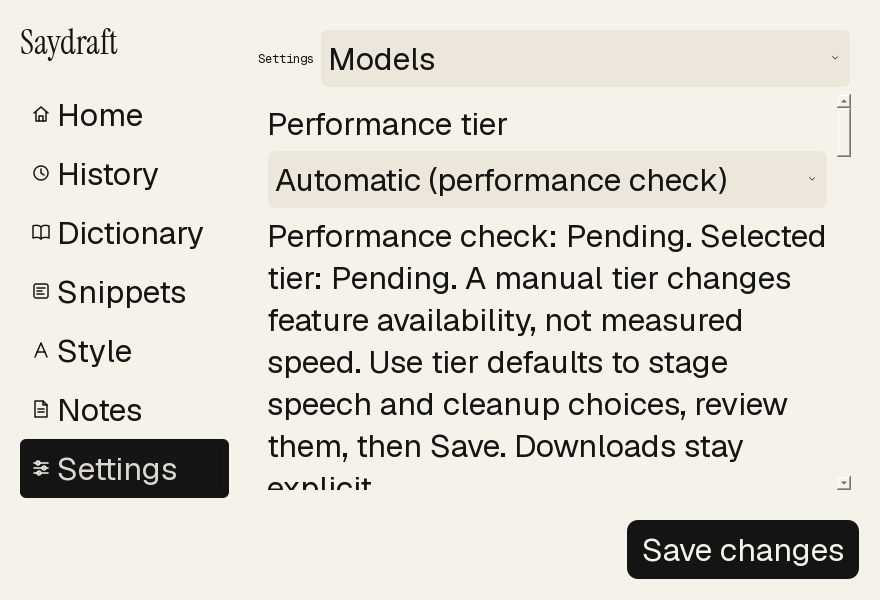 Saydraft
Home
History
Dictionary
Snippets
Style
Notes
Settings
Settings
Models
Performance tier
Automatic (performance check)
Performance check: Pending. Selected
tier: Pending. A manual tier changes
feature availability, not measured
speed. Use tier defaults to stage
speech and cleanup choices, review
them, then Save. Downloads stay
explicit.
Save changes